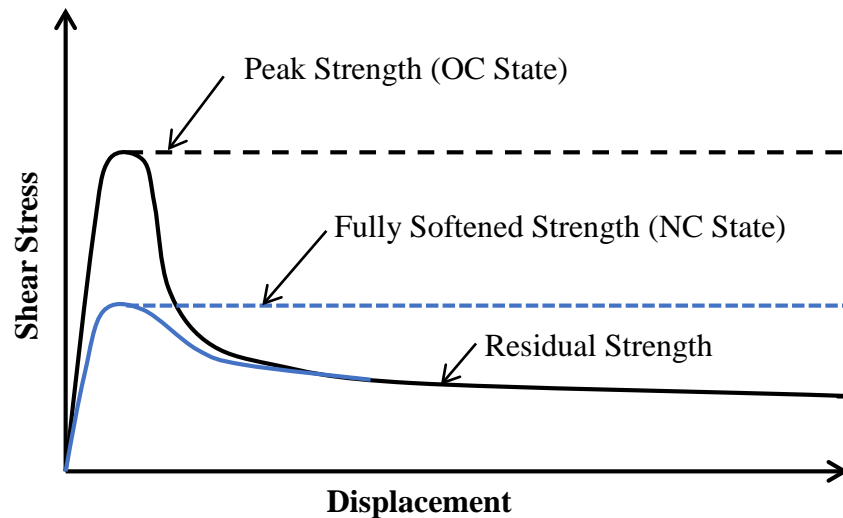 Peak Strength (OC State)
Fully Softened Strength (NC State)
Residual Strength
Shear Stress
Displacement